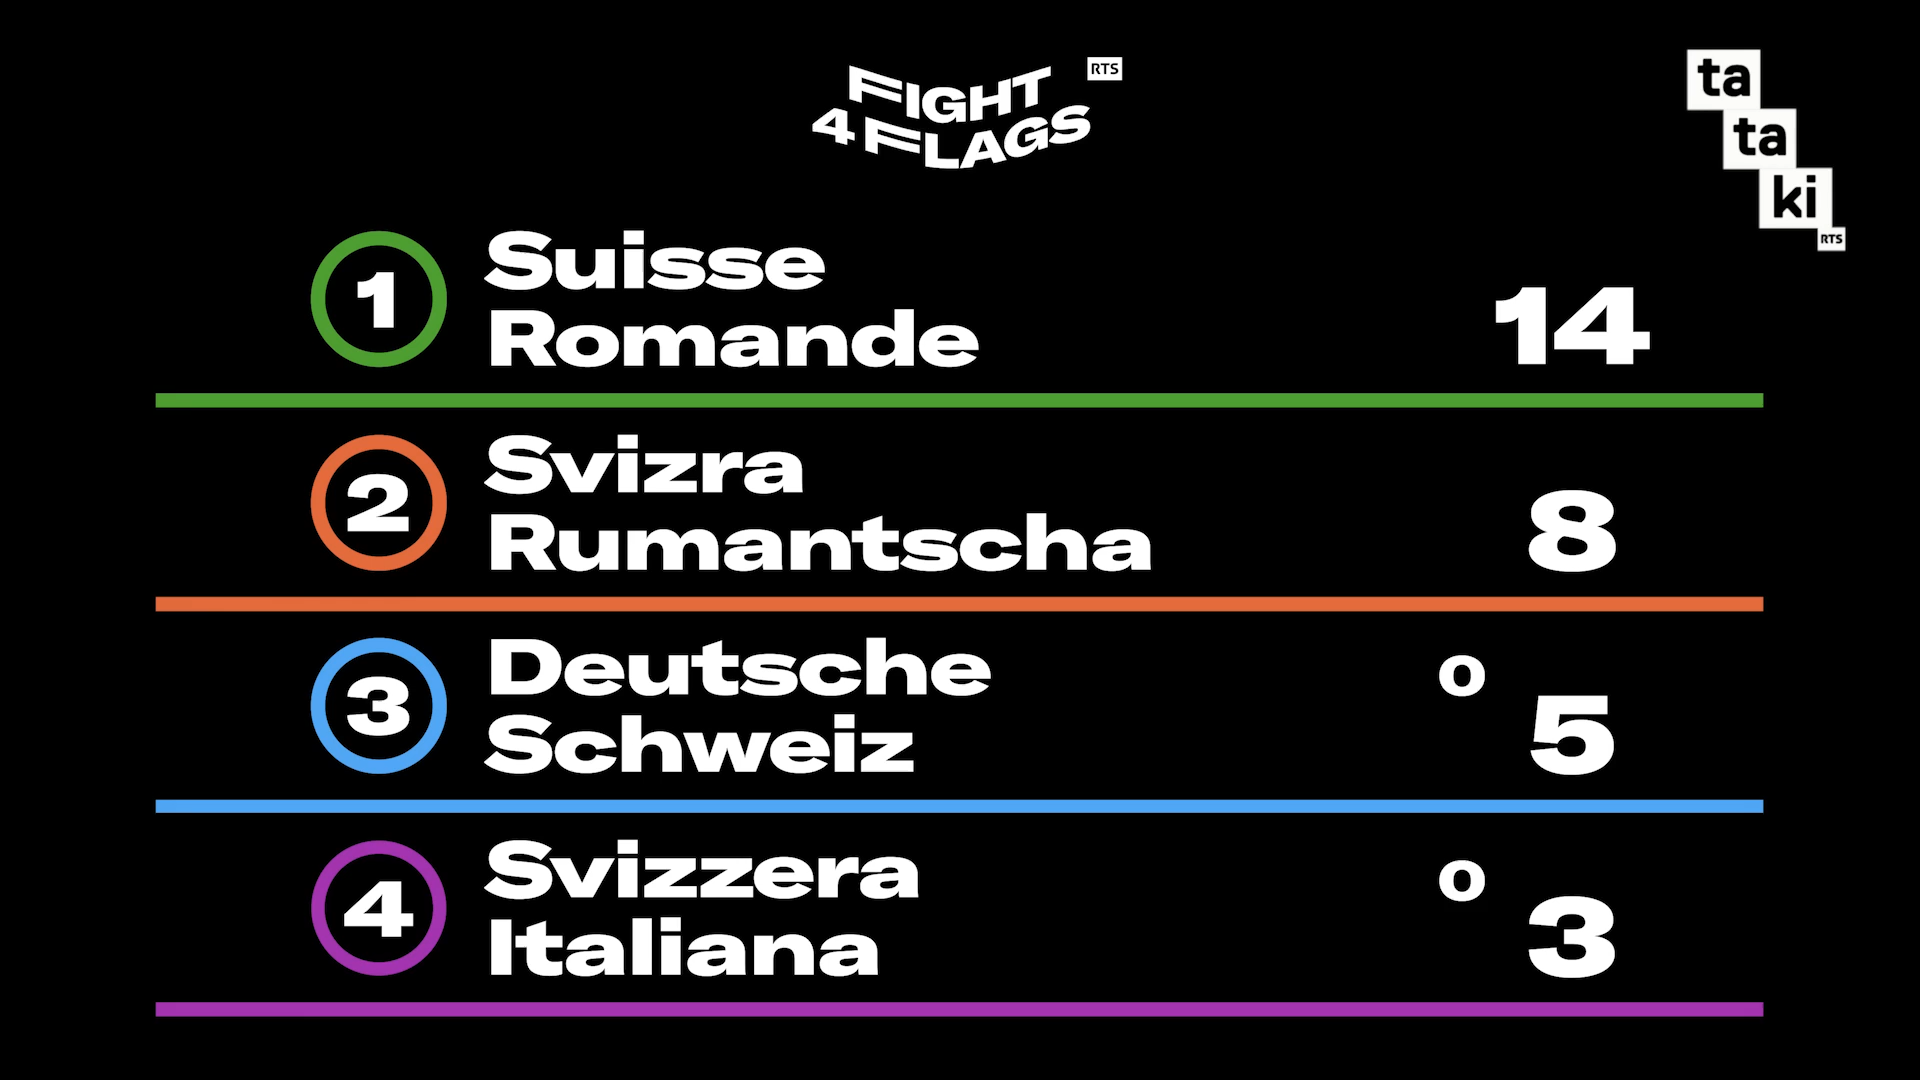 FIGHT
4 FLAGS
RTS
ta
ta
ki
RTS
1
Suisse
Romande
14
2
Svizra
Rumantscha
8
3
Deutsche
Schweiz
o
5
4
Svizzera
Italiana
o
3